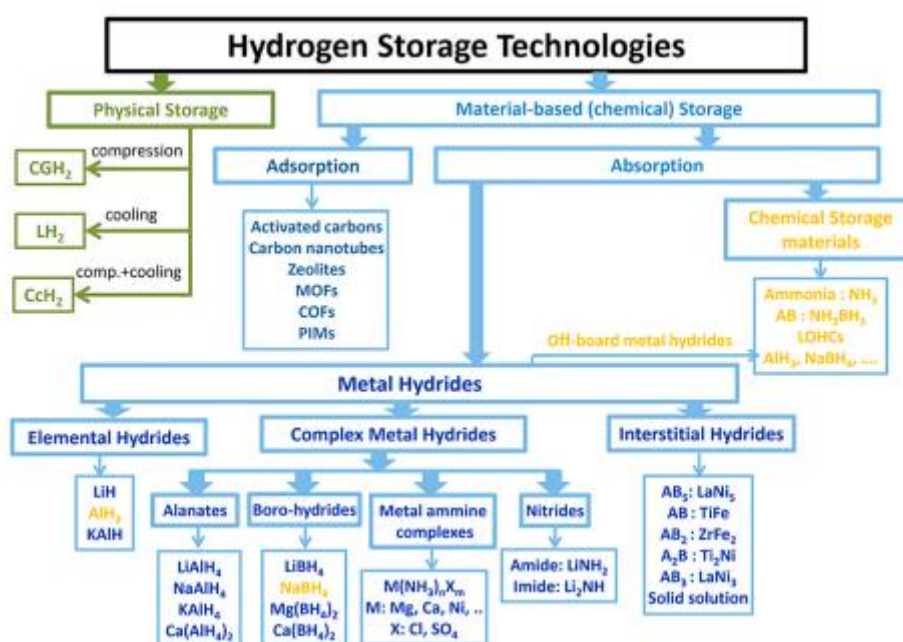 Hydrogen Storage Technologies
Physical Storage
Material-based (chemical) Storage
compression
CGH₂
cooling
LH₂
comp.+cooling
CcH₂
Adsorption
Absorption
Activated carbons
Carbon nanotubes
Zeolites
MOFs
COFs
PIMs
Chemical Storage
materials
Ammonia : NH₃
AB : NH₃BH₃
LOHCs
AlH₃, NaBH₄, ....
Off-board metal hydrides
Metal Hydrides
Elemental Hydrides
Complex Metal Hydrides
Interstitial Hydrides
LiH
AlH₃
KAlH
Alanates
Boro-hydrides
Metal ammine
complexes
Nitrides
LiAlH₄
NaAlH₄
KAlH₄
Ca(AlH₄)₂
LiBH₄
NaBH₄
Mg(BH₄)₂
Ca(BH₄)₂
M(NH₃)ₙXₘ
M: Mg, Ca, Ni, ..
X: Cl, SO₄
Amide: LiNH₂
Imide: Li₂NH
AB₅: LaNi₅
AB : TiFe
AB₂ : ZrFe₂
A₂B : Ti₂Ni
AB₃ : LaNi₃
Solid solution